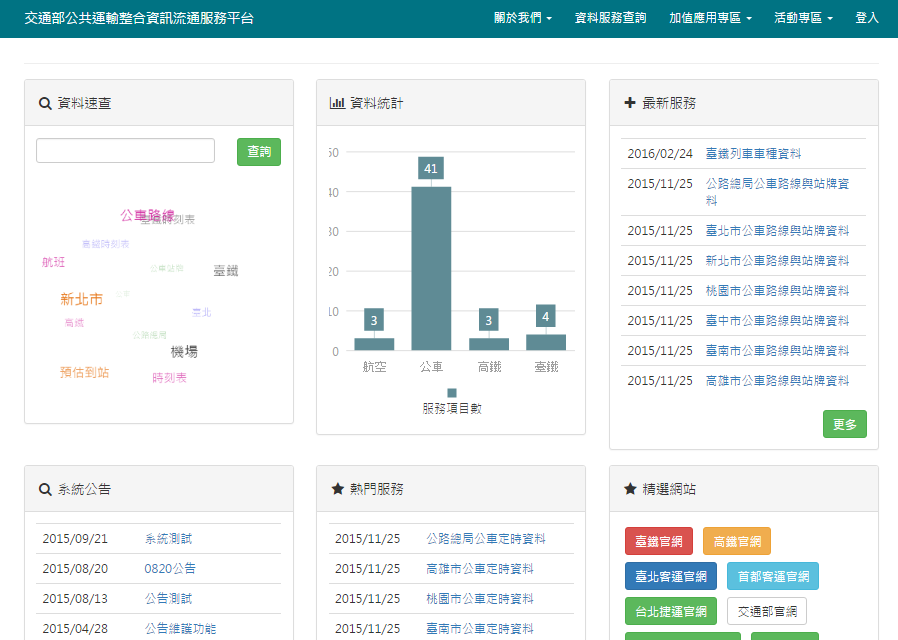 交通部公共運輸整合資訊流通服務平台
關於我們 資料服務查詢 加值應用專區 活動專區 登入
資料速查
查詢
公車路線
臺鐵時刻表
高鐵時刻表
航班
公車站牌
臺鐵
新北市
公車
臺北
高鐵
公路總局
機場
預估到站
時刻表
資料統計
50
40
30
20
10
0
3
41
3
4
航空 公車 高鐵 臺鐵
服務項目數
最新服務
2016/02/24 臺鐵列車車種資料
2015/11/25 公路總局公車路線與站牌資
料
2015/11/25 臺北市公車路線與站牌資料
2015/11/25 新北市公車路線與站牌資料
2015/11/25 桃園市公車路線與站牌資料
2015/11/25 臺中市公車路線與站牌資料
2015/11/25 臺南市公車路線與站牌資料
2015/11/25 高雄市公車路線與站牌資料
更多
系統公告
2015/09/21 系統測試
2015/08/20 0820公告
2015/08/13 公告測試
2015/04/28 公告維護功能
熱門服務
2015/11/25 公路總局公車定時資料
2015/11/25 高雄市公車定時資料
2015/11/25 桃園市公車定時資料
2015/11/25 臺南市公車定時資料
精選網站
臺鐵官網 高鐵官網
臺北客運官網 首都客運官網
台北捷運官網 交通部官網